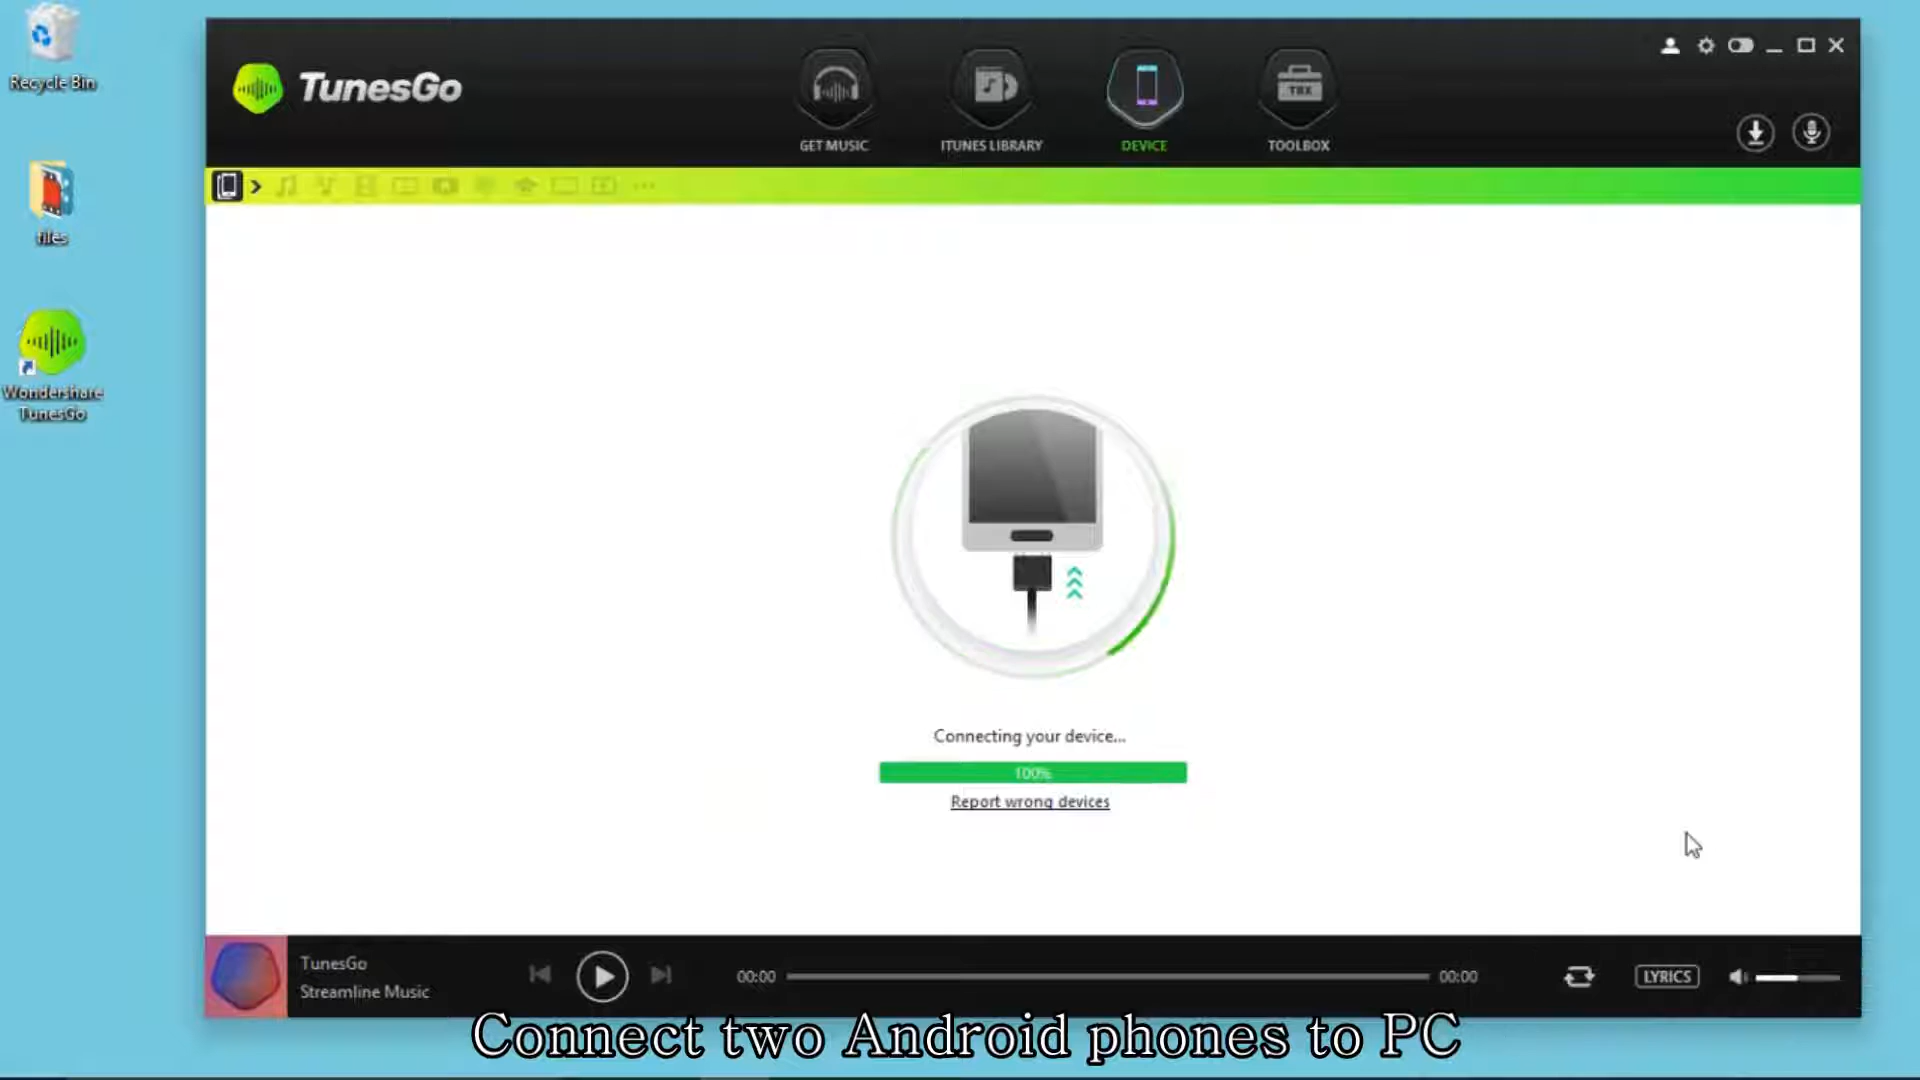 Recycle Bin
files
Wondershare
TunesGo
TunesGo
GET MUSIC
ITUNES LIBRARY
DEVICE
TBX
TOOLBOX
Connecting your device...
100%
Report wrong devices
TunesGo
Streamline Music
00:00
00:00
LYRICS
Connect two Android phones to PC